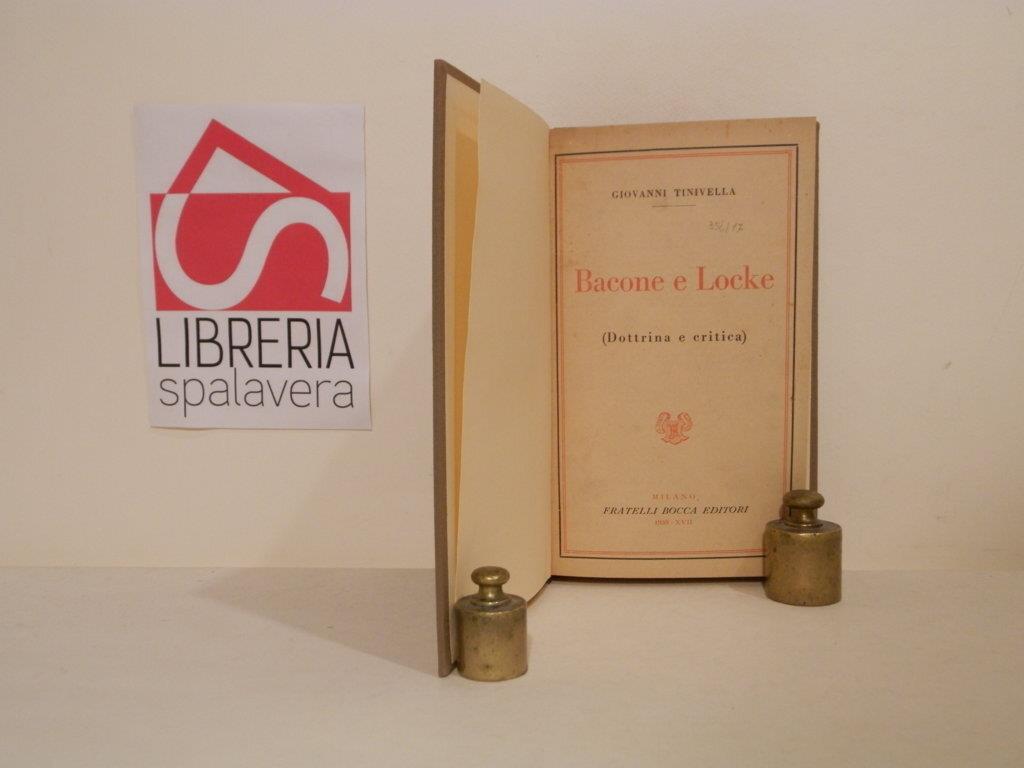 LIBRERIA
spalavera
GIOVANNI TINIVELLA
Bacone e Locke
(Dottrina e critica)
MILANO
FRATELLI BOCCA EDITORI